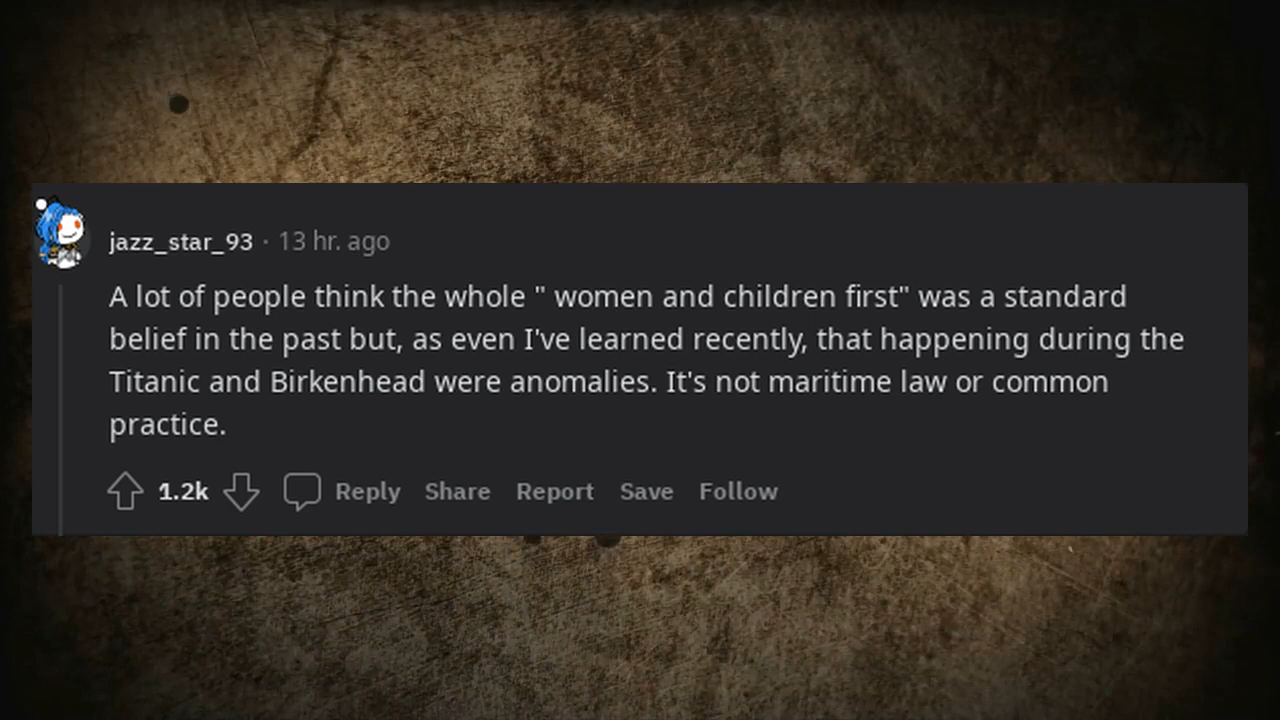 jazz_star_93 · 13 hr. ago
A lot of people think the whole " women and children first" was a standard
belief in the past but, as even I've learned recently, that happening during the
Titanic and Birkenhead were anomalies. It's not maritime law or common
practice.
1.2k Reply Share Report Save Follow